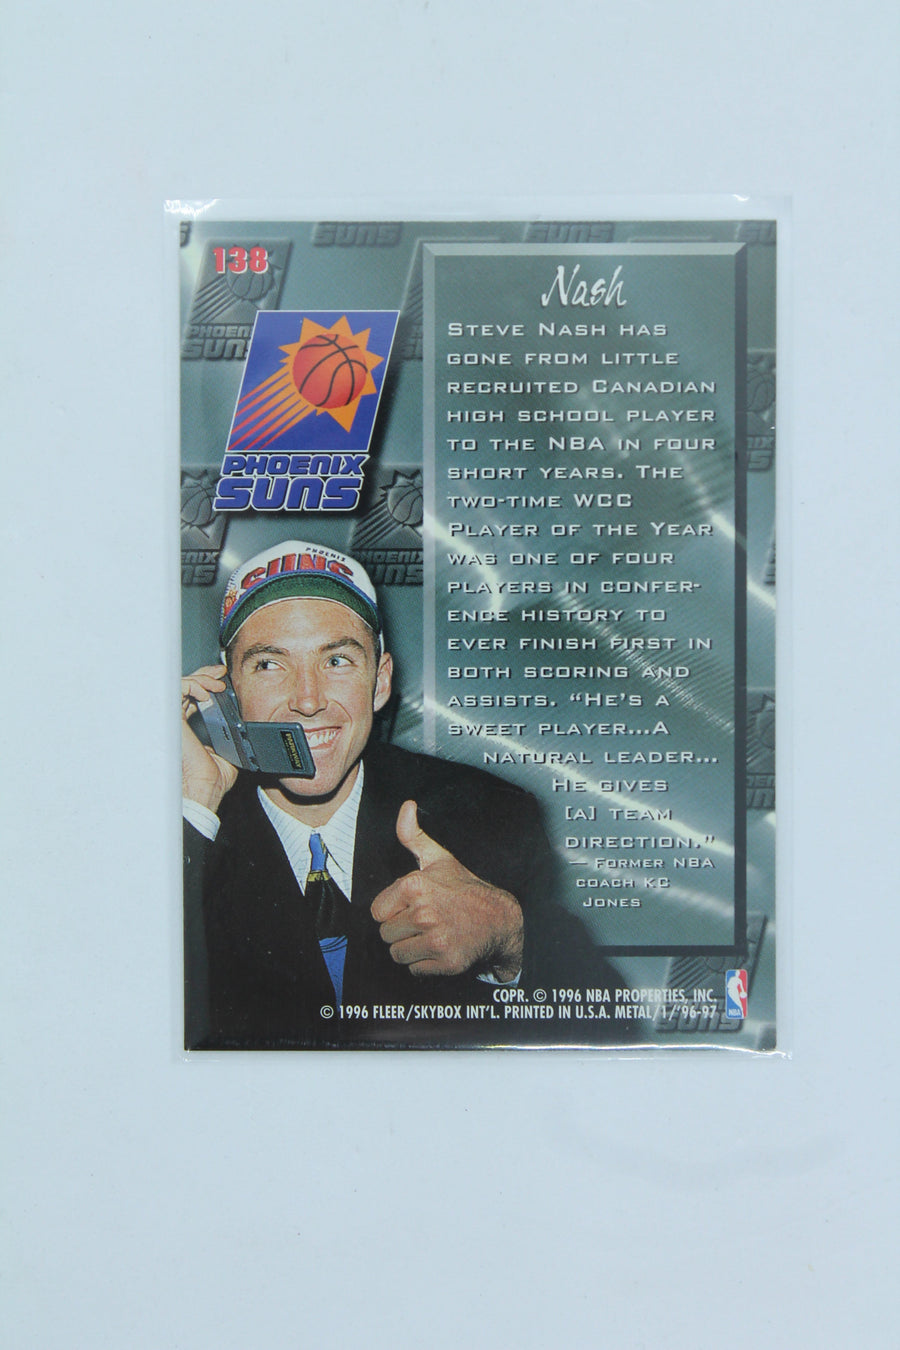 138
PHOENIX
SUNS
PHOENIX
SUNS
Nash
STEVE NASH HAS
GONE FROM LITTLE
RECRUITED CANADIAN
HIGH SCHOOL PLAYER
TO THE NBA IN FOUR
SHORT YEARS. THE
TWO-TIME WCC
PLAYER OF THE YEAR
WAS ONE OF FOUR
PLAYERS IN CONFER-
ENCE HISTORY TO
EVER FINISH FIRST IN
BOTH SCORING AND
ASSISTS. “HE'S A
SWEET PLAYER...A
NATURAL LEADER...
HE GIVES
[A] TEAM
DIRECTION.”
— FORMER NBA
COACH KC
JONES
COPR. © 1996 NBA PROPERTIES, INC.
© 1996 FLEER/SKYBOX INT'L. PRINTED IN U.S.A. METAL/1/'96-97
NBA